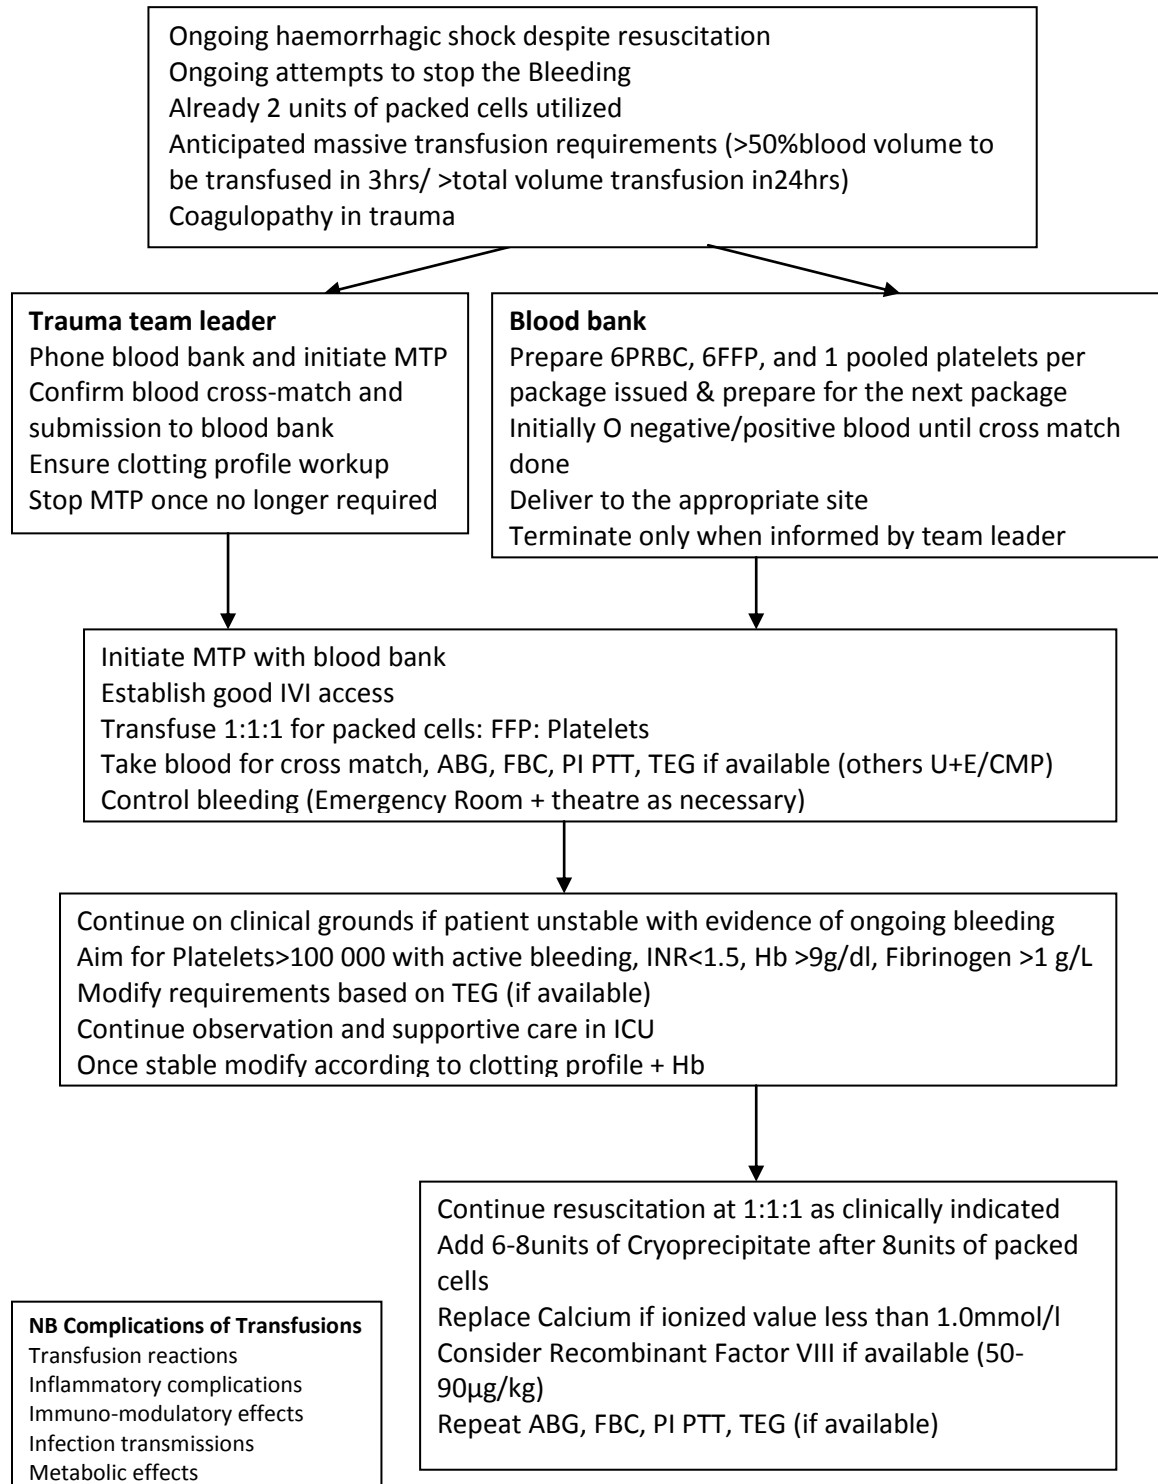 Ongoing haemorrhagic shock despite resuscitation
Ongoing attempts to stop the Bleeding
Already 2 units of packed cells utilized
Anticipated massive transfusion requirements (>50%blood volume to
be transfused in 3hrs/ >total volume transfusion in24hrs)
Coagulopathy in trauma
Trauma team leader
Phone blood bank and initiate MTP
Confirm blood cross-match and
submission to blood bank
Ensure clotting profile workup
Stop MTP once no longer required
Blood bank
Prepare 6PRBC, 6FFP, and 1 pooled platelets per
package issued & prepare for the next package
Initially O negative/positive blood until cross match
done
Deliver to the appropriate site
Terminate only when informed by team leader
Initiate MTP with blood bank
Establish good IVI access
Transfuse 1:1:1 for packed cells: FFP: Platelets
Take blood for cross match, ABG, FBC, PI PTT, TEG if available (others U+E/CMP)
Control bleeding (Emergency Room + theatre as necessary)
Continue on clinical grounds if patient unstable with evidence of ongoing bleeding
Aim for Platelets>100 000 with active bleeding, INR<1.5, Hb >9g/dl, Fibrinogen >1 g/L
Modify requirements based on TEG (if available)
Continue observation and supportive care in ICU
Once stable modify according to clotting profile + Hb
Continue resuscitation at 1:1:1 as clinically indicated
Add 6-8units of Cryoprecipitate after 8units of packed
cells
Replace Calcium if ionized value less than 1.0mmol/l
Consider Recombinant Factor VIII if available (50-
90µg/kg)
Repeat ABG, FBC, PI PTT, TEG (if available)
NB Complications of Transfusions
Transfusion reactions
Inflammatory complications
Immuno-modulatory effects
Infection transmissions
Metabolic effects